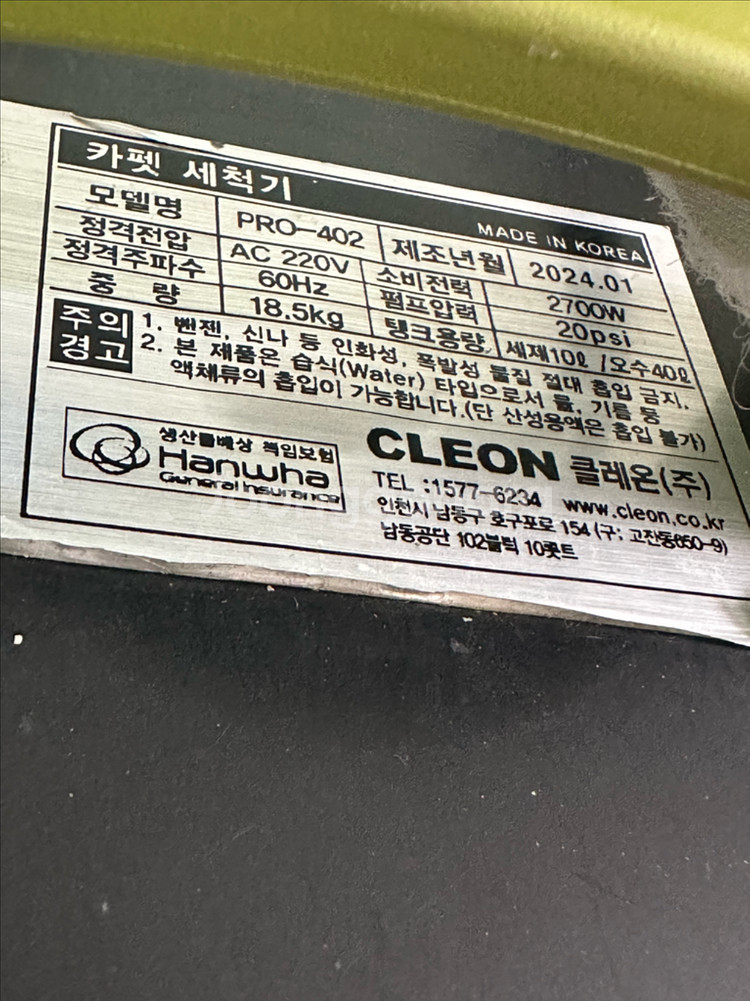 카펫 세척기 MADE IN KOREA
모델명 PRO-402 제조년월 2024.01
정격전압 AC 220V 소비전력 2700W
정격주파수 60Hz 펌프압력 20psi
중 량 18.5kg 탱크용량 세제10ℓ /오수40ℓ
주의 경고
1. 벤젠, 신나 등 인화성, 폭발성 물질 절대 흡입 금지.
2. 본 제품은 습식(Water) 타입으로서 물, 기름 등
액체류의 흡입이 가능합니다.(단 산성용액은 흡입 불가)
생산물배상 책임보험
Hanwha
General Insurance
CLEON 클레온(주)
TEL :1577-6234 www.cleon.co.kr
인천시 남동구 호구포로 154 (구: 고잔동650-9)
남동공단 102블럭 10롯트